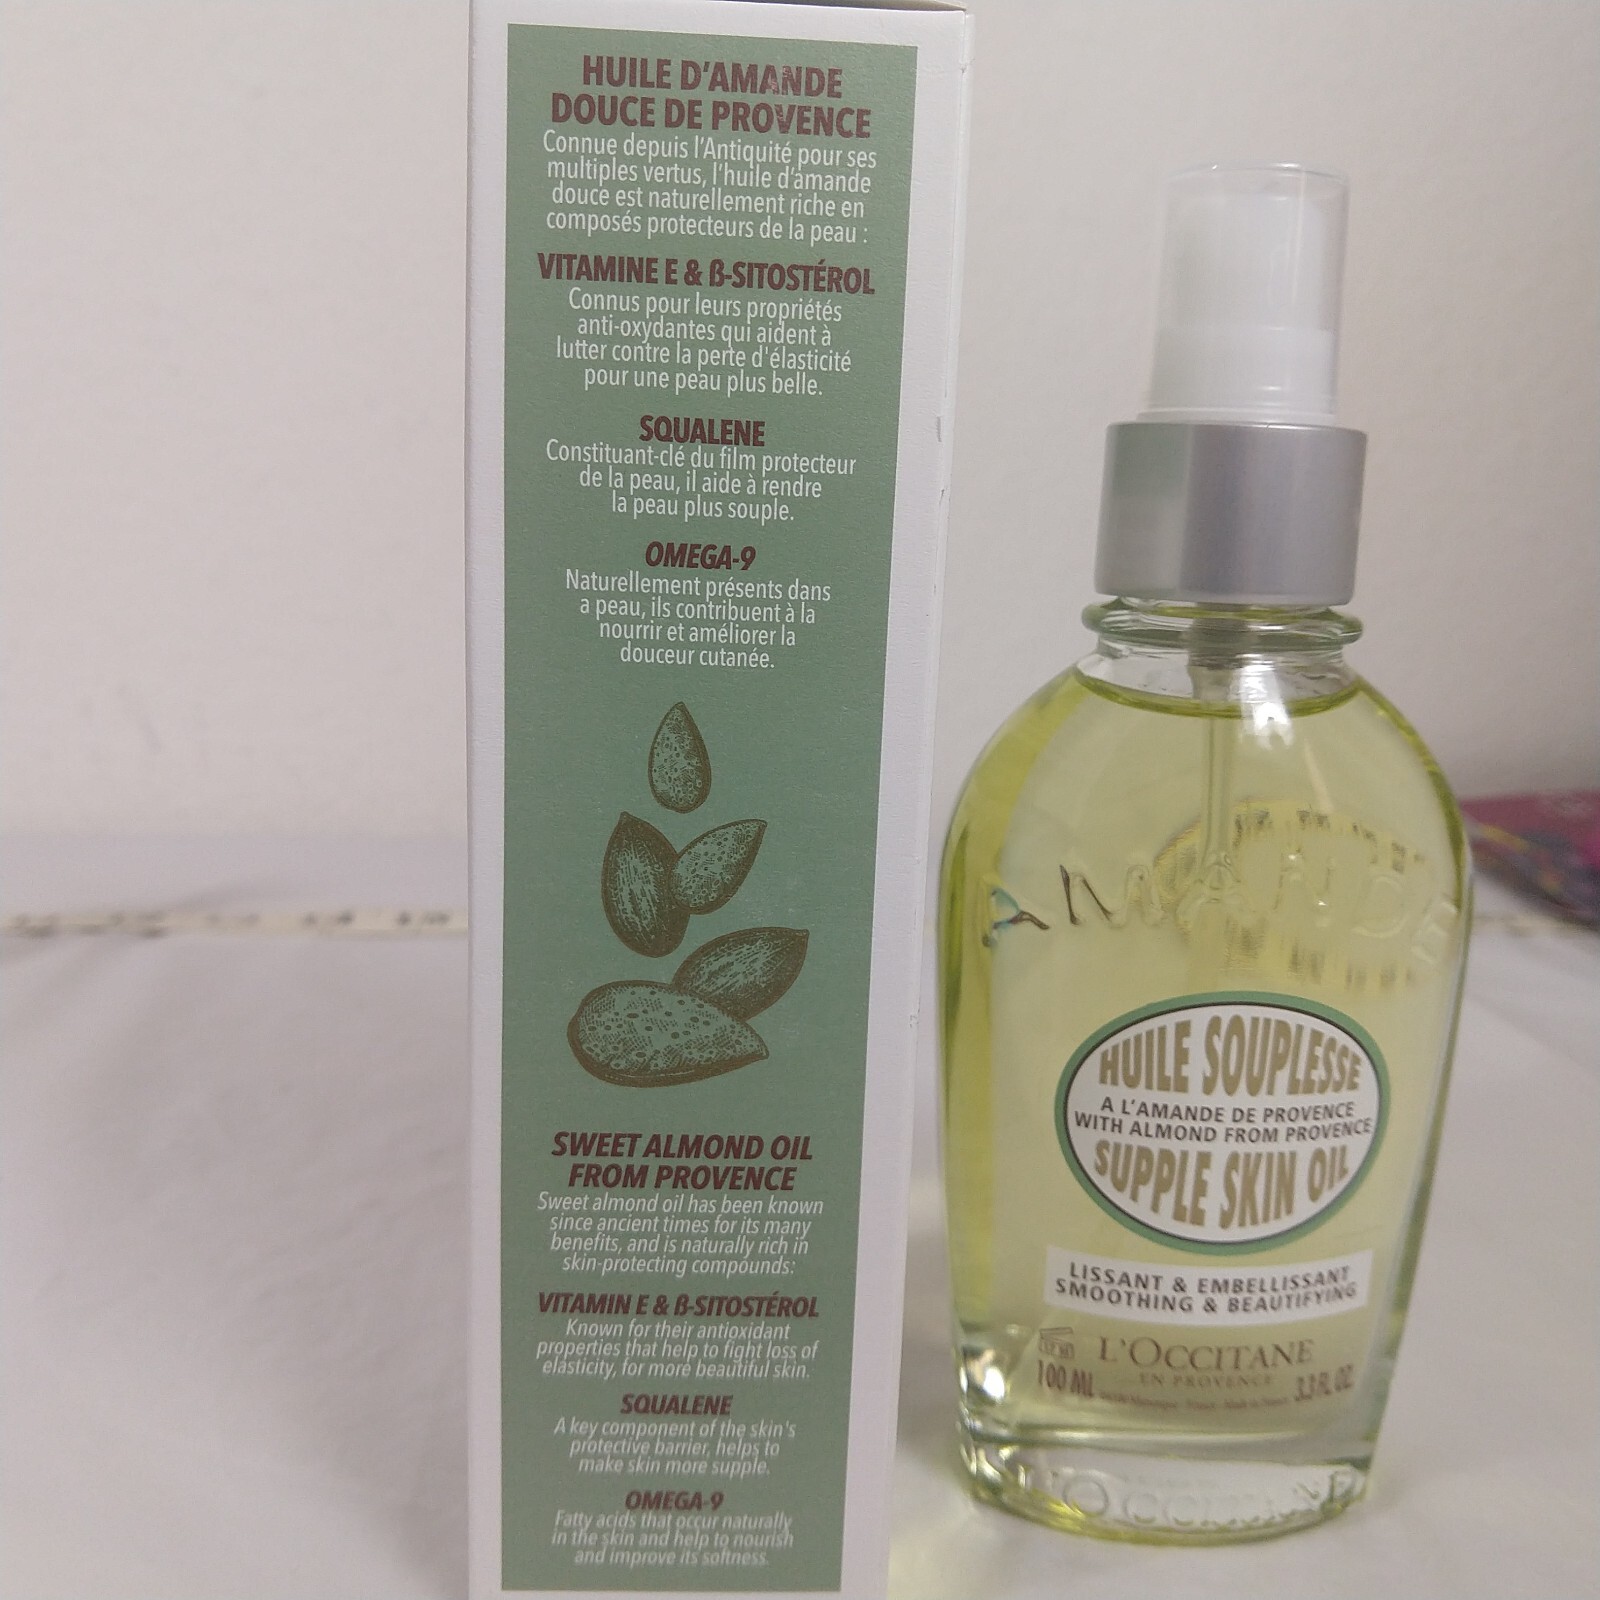 HUILE D'AMANDE
DOUCE DE PROVENCE
Connue depuis l'Antiquité pour ses
multiples vertus, l'huile d'amande
douce est naturellement riche en
composés protecteurs de la peau :
VITAMINE E & ß-SITOSTÉROL
Connus pour leurs propriétés
anti-oxydantes qui aident à
lutter contre la perte d'élasticité
pour une peau plus belle.
SQUALENE
Constituant-clé du film protecteur
de la peau, il aide à rendre
la peau plus souple.
OMEGA-9
Naturellement présents dans
a peau, ils contribuent à la
nourrir et améliorer la
douceur cutanée.
SWEET ALMOND OIL
FROM PROVENCE
Sweet almond oil has been known
since ancient times for its many
benefits, and is naturally rich in
skin-protecting compounds:
VITAMIN E & ß-SITOSTÉROL
Known for their antioxidant
properties that help to fight loss of
elasticity, for more beautiful skin.
SQUALENE
A key component of the skin's
protective barrier, helps to
make skin more supple.
OMEGA-9
Fatty acids that occur naturally
in the skin and help to nourish
and improve its softness.
AMANDE
HUILE SOUPLESSE
A L'AMANDE DE PROVENCE
WITH ALMOND FROM PROVENCE
SUPPLE SKIN OIL
LISSANT & EMBELLISSANT
SMOOTHING & BEAUTIFYING
L'OCCITANE
EN PROVENCE
100 ML 3.3 FL. OZ.
L'OCCITANE